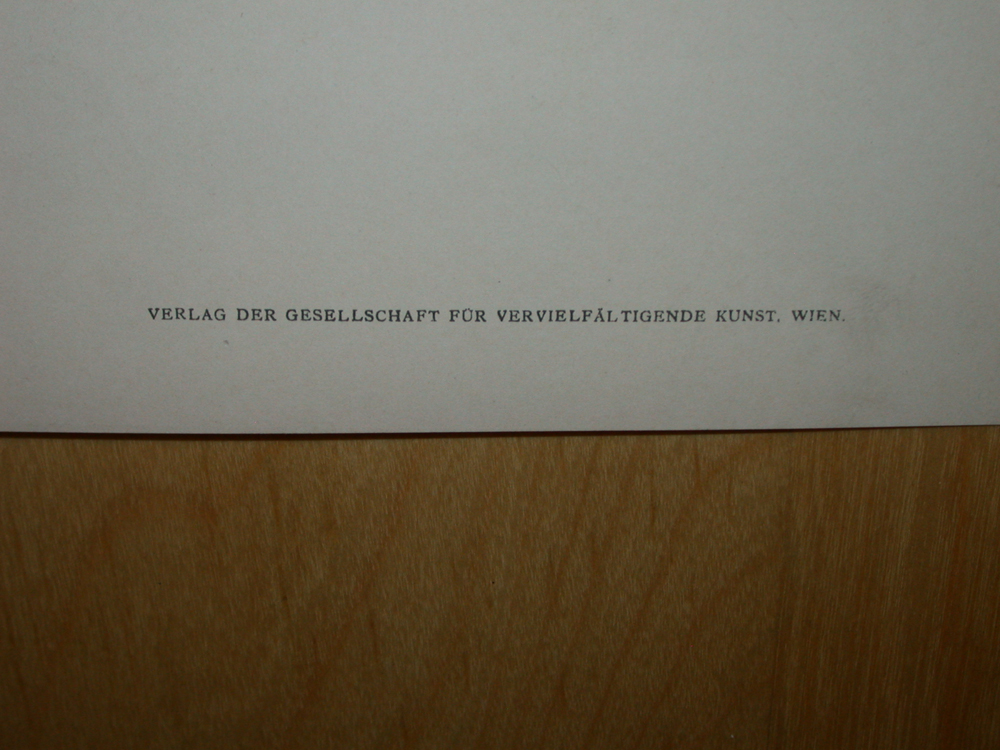 VERLAG DER GESELLSCHAFT FÜR VERVIELFÄLTIGENDE KUNST, WIEN.